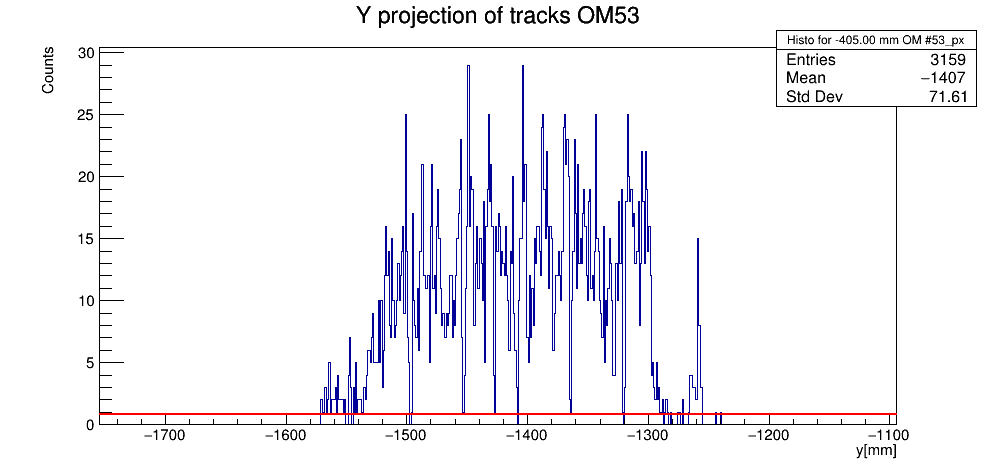 Y projection of tracks OM53
Histo for -405.00 mm OM #53_px
Entries 3159
Mean −1407
Std Dev 71.61
Counts
30
25
20
15
10
5
0
−1700 −1600 −1500 −1400 −1300 −1200 −1100
y[mm]